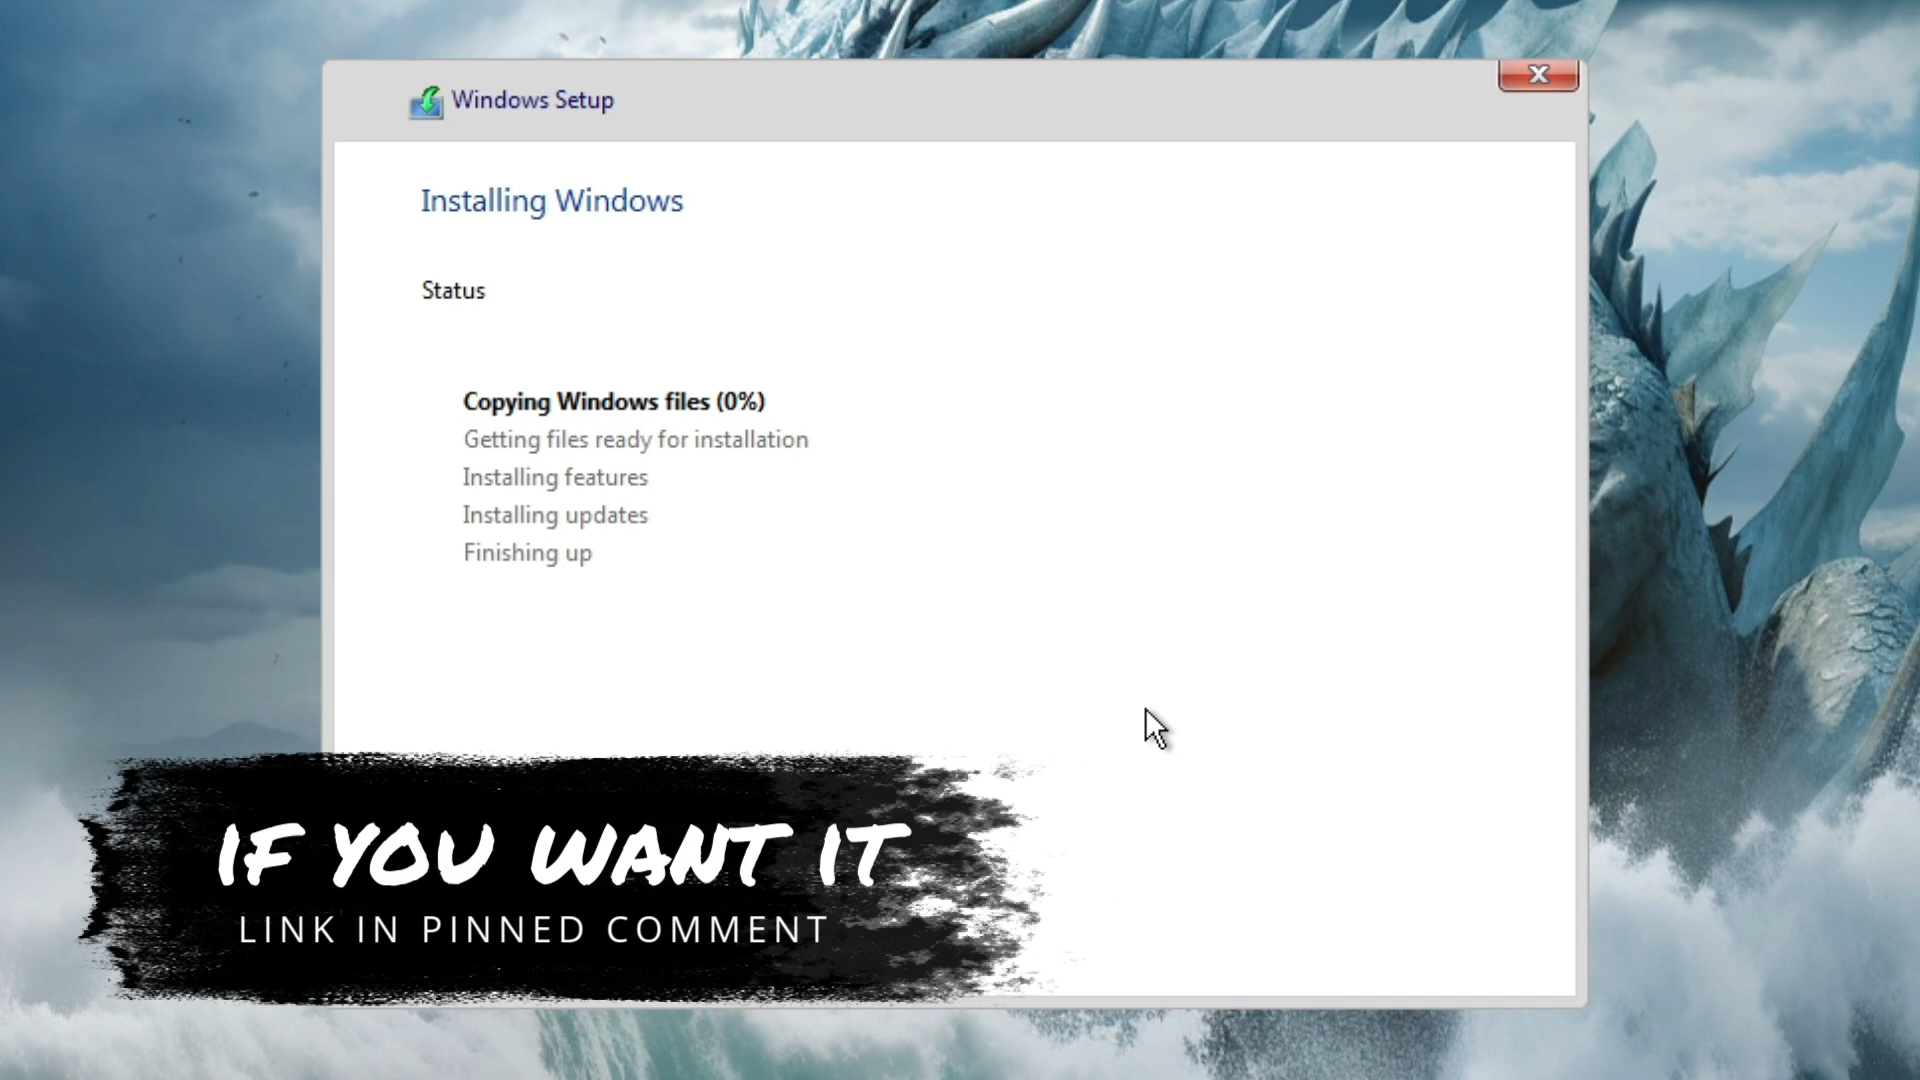 Windows Setup
Installing Windows
Status
Copying Windows files (0%)
Getting files ready for installation
Installing features
Installing updates
Finishing up
IF YOU WANT IT
LINK IN PINNED COMMENT